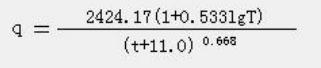 q = 2424.17(1+0.533lgT)
(t+11.0) 0.668